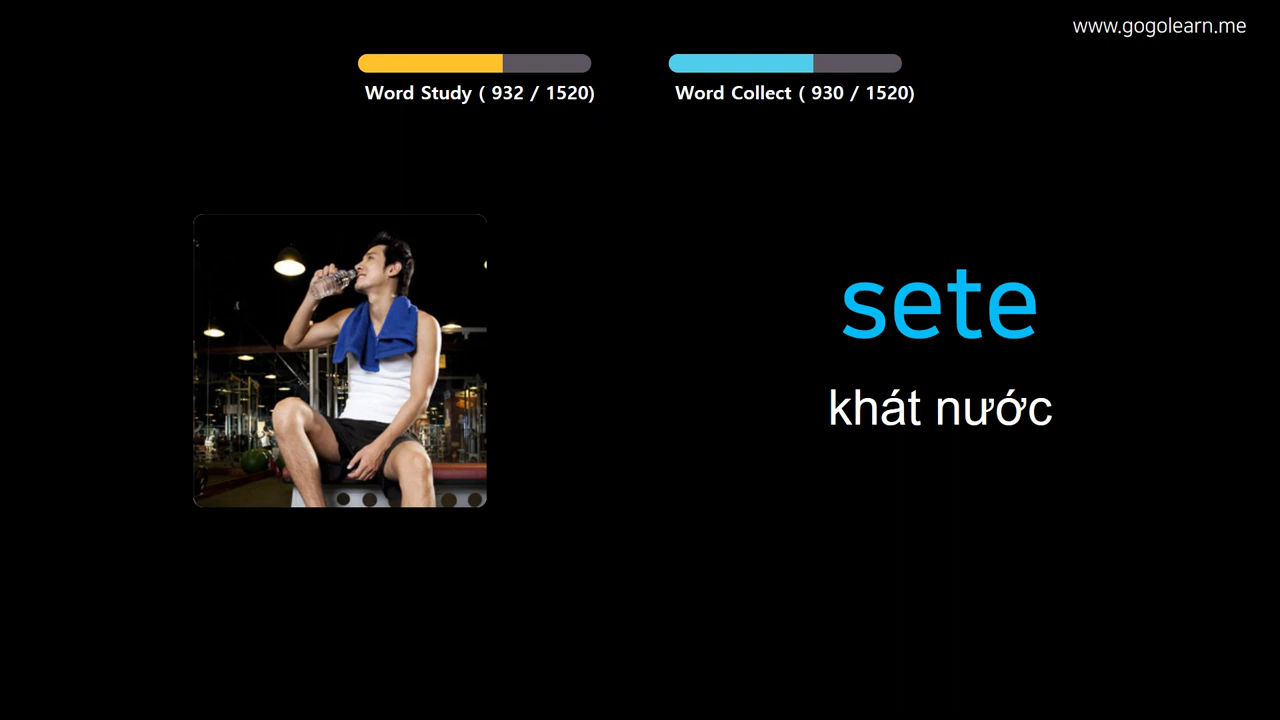 www.gogolearn.me
Word Study ( 932 / 1520)
Word Collect ( 930 / 1520)
sete
khát nước